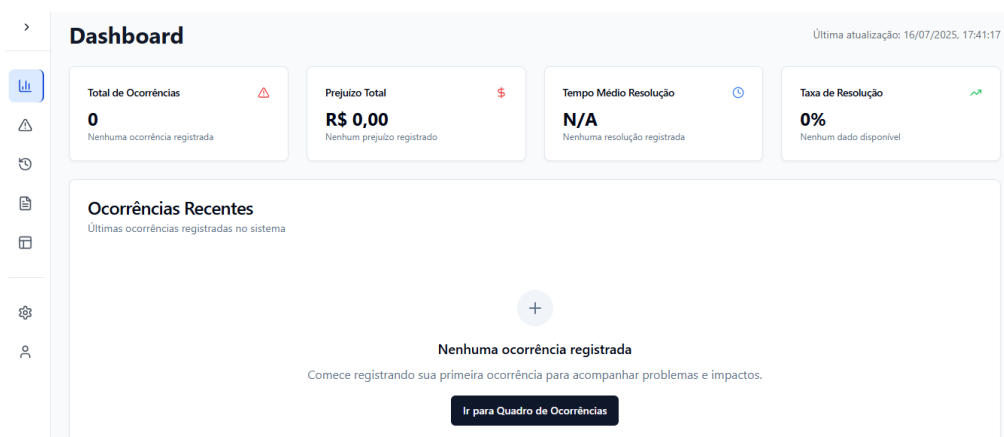 Dashboard
Última atualização: 16/07/2025, 17:41:17
Total de Ocorrências
0
Nenhuma ocorrência registrada
Prejuízo Total
R$ 0,00
Nenhum prejuízo registrado
Tempo Médio Resolução
N/A
Nenhuma resolução registrada
Taxa de Resolução
0%
Nenhum dado disponível
Ocorrências Recentes
Últimas ocorrências registradas no sistema
Nenhuma ocorrência registrada
Comece registrando sua primeira ocorrência para acompanhar problemas e impactos.
Ir para Quadro de Ocorrências